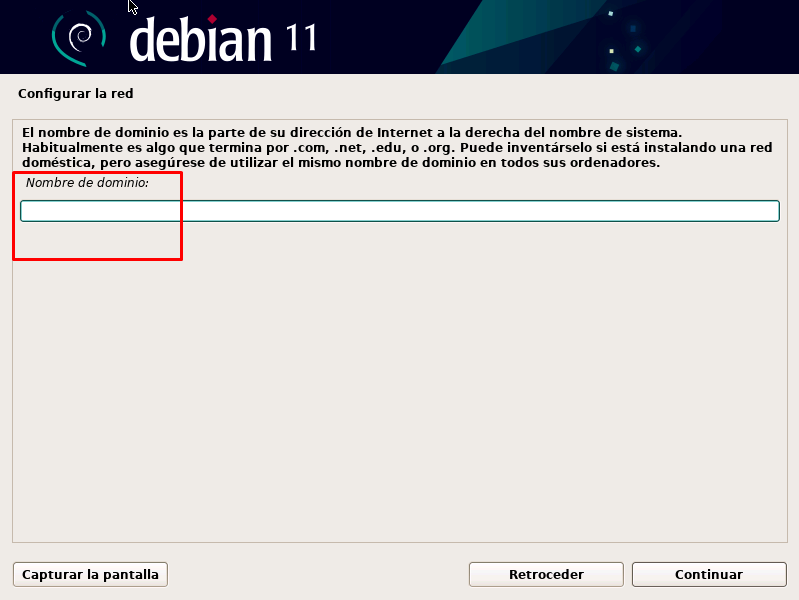 debian 11
Configurar la red
El nombre de dominio es la parte de su dirección de Internet a la derecha del nombre de sistema.
Habitualmente es algo que termina por .com, .net, .edu, o .org. Puede inventárselo si está instalando una red
doméstica, pero asegúrese de utilizar el mismo nombre de dominio en todos sus ordenadores.
Nombre de dominio:
Capturar la pantalla
Retroceder
Continuar